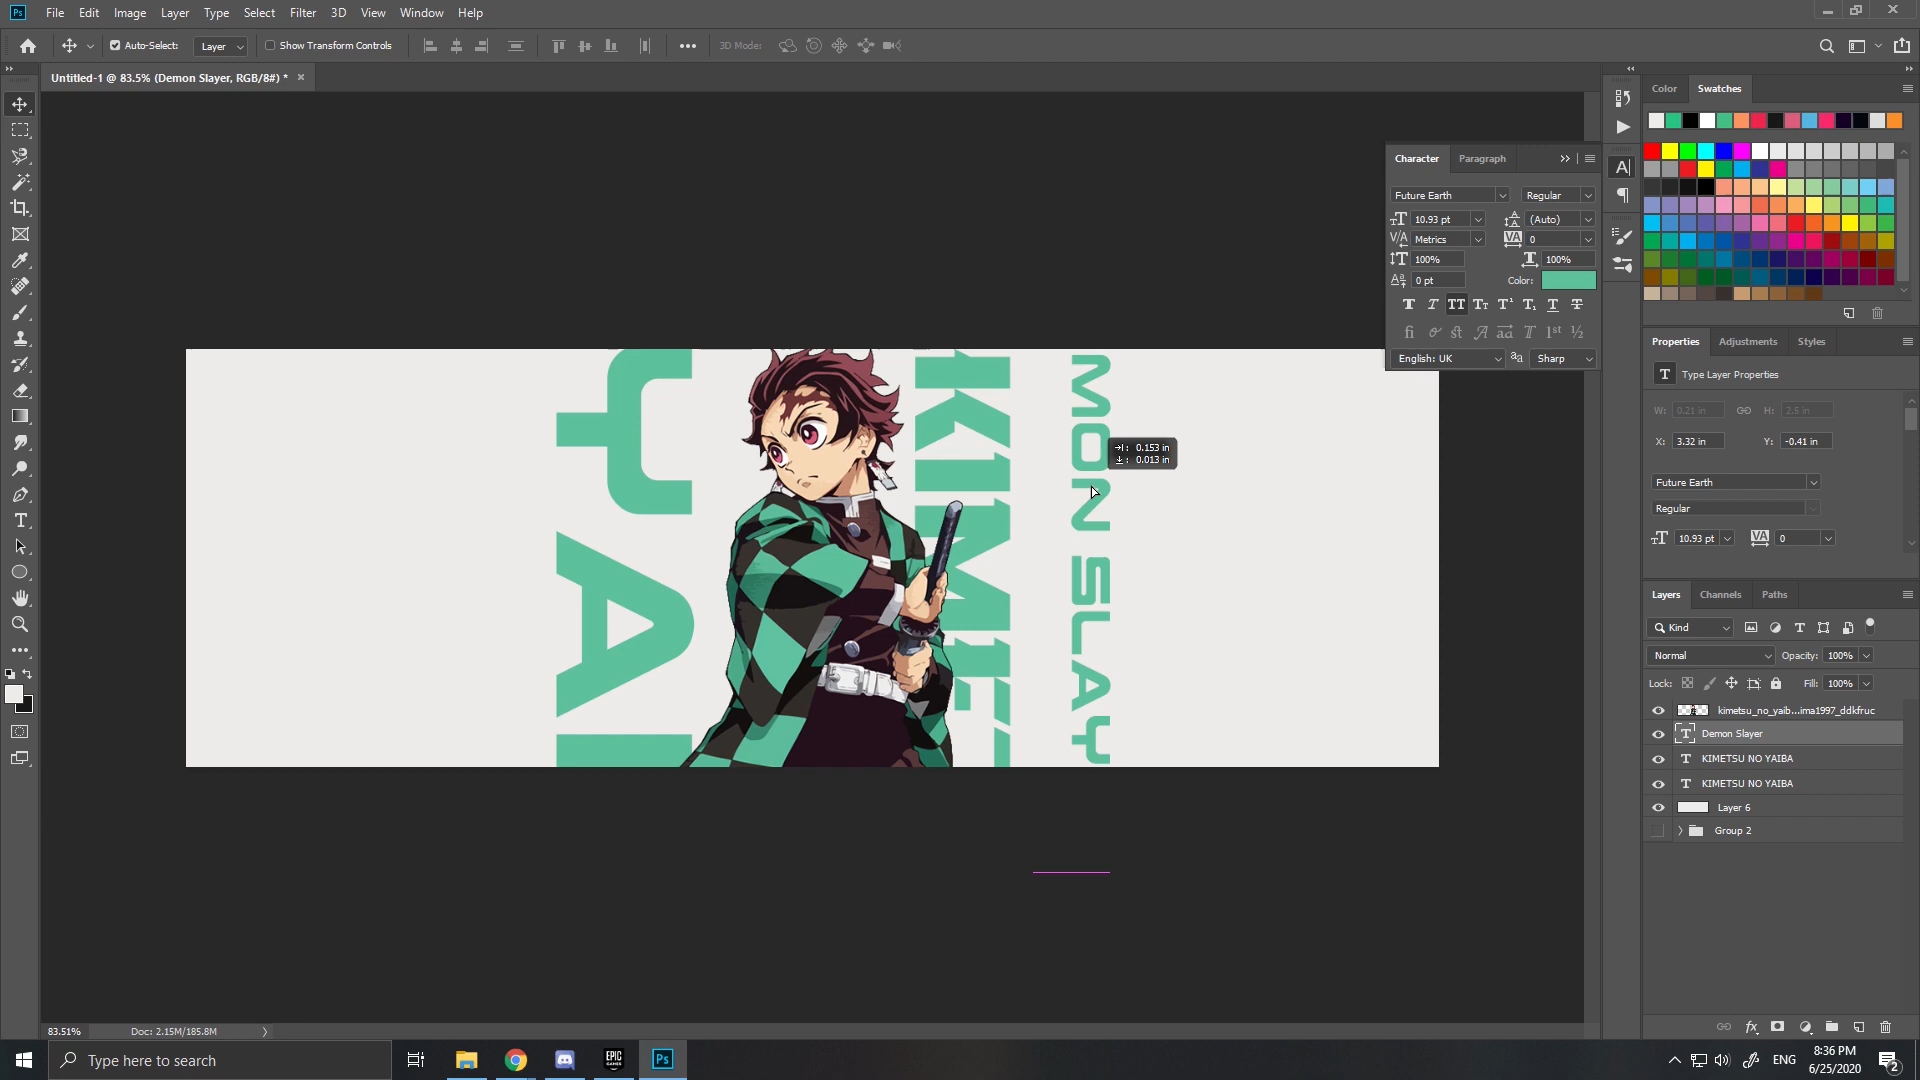 Ps File Edit Image Layer Type Select Filter 3D View Window Help
Auto-Select: Layer Show Transform Controls 3D Mode:
Untitled-1 @ 83.5% (Demon Slayer, RGB/8#) * ×
Color Swatches
Character Paragraph
Future Earth Regular
10.93 pt (Auto)
Metrics 0
100% 100%
0 pt Color:
English: UK Sharp
Properties Adjustments Styles
T Type Layer Properties
W: 0.21 in H: 2.5 in
X: 3.32 in Y: -0.41 in
Future Earth
Regular
10.93 pt 0
Layers Channels Paths
Kind
Normal Opacity: 100%
Lock: Fill: 100%
kimetsu_no_yaib...ima1997_ddkfruc
T Demon Slayer
T KIMETSU NO YAIBA
T KIMETSU NO YAIBA
Layer 6
Group 2
YAI
KIMET
MON SLAY
0.153 in
0.013 in
83.51% Doc: 2.15M/185.8M
Type here to search
EPIC GAMES
Ps
ENG
8:36 PM
6/25/2020
2